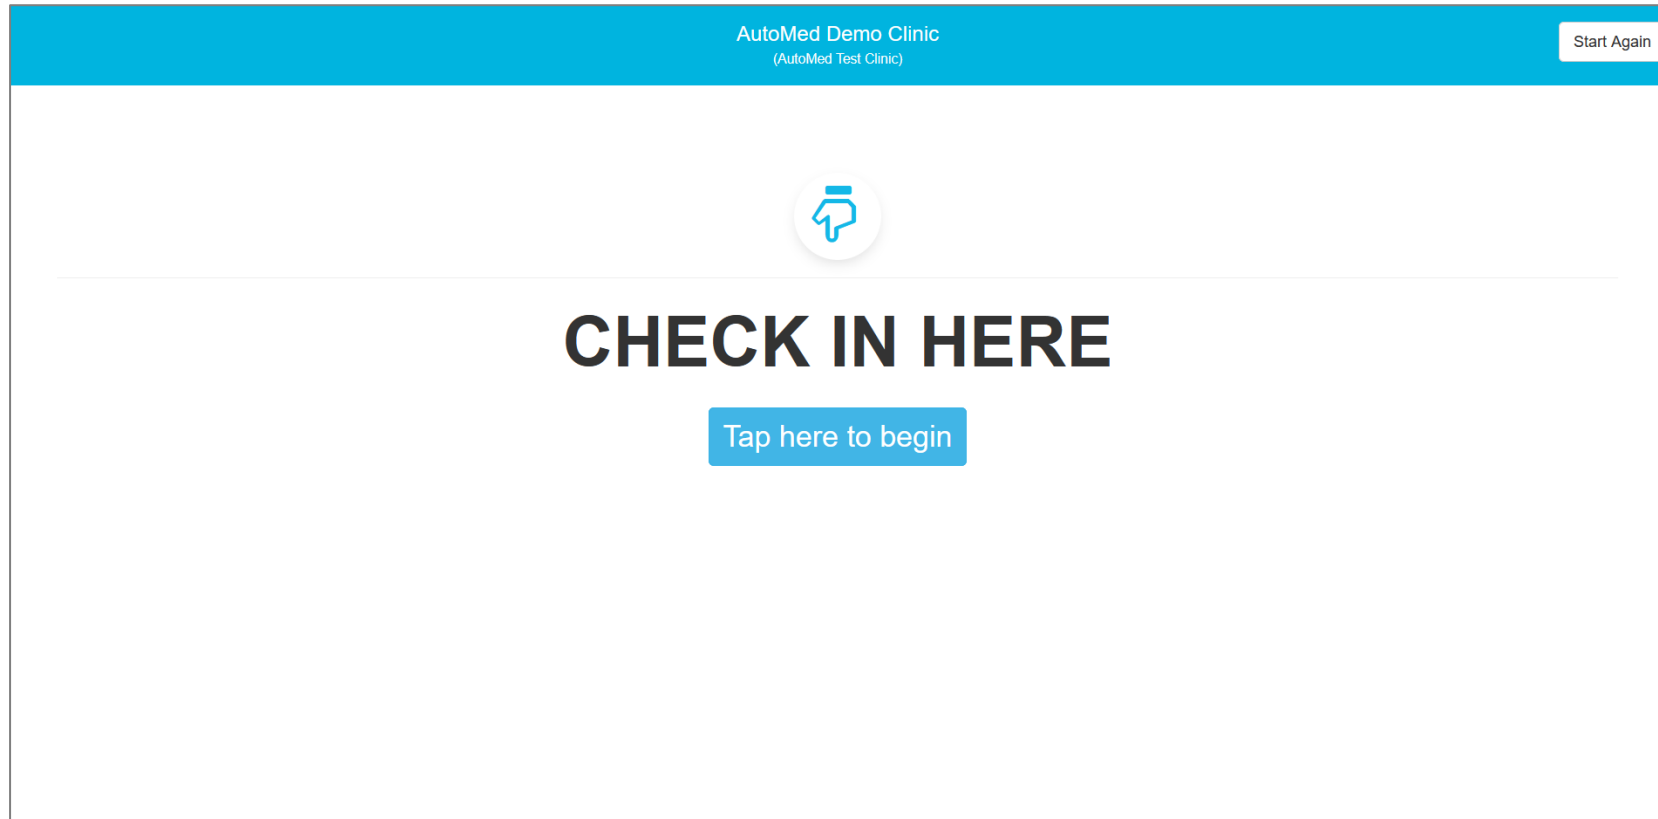 AutoMed Demo Clinic
(AutoMed Test Clinic)
Start Again
CHECK IN HERE
Tap here to begin